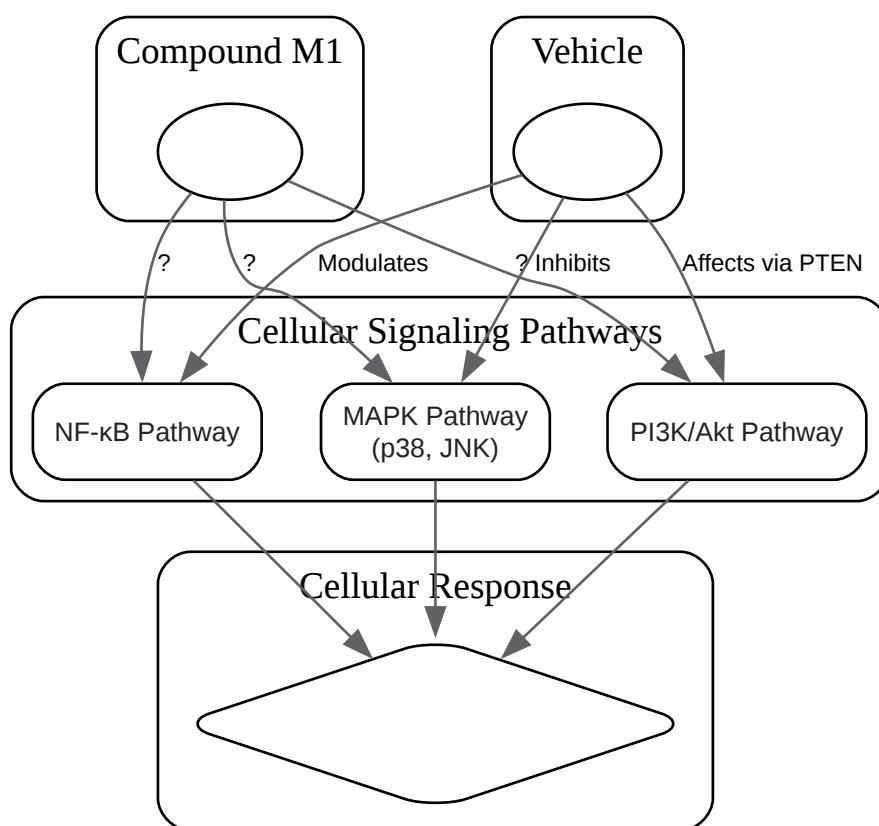 Compound M1
Vehicle
?
?
Modulates
?
Inhibits
Affects via PTEN
Cellular Signaling Pathways
NF-κB Pathway
MAPK Pathway
(p38, JNK)
PI3K/Akt Pathway
Cellular Response